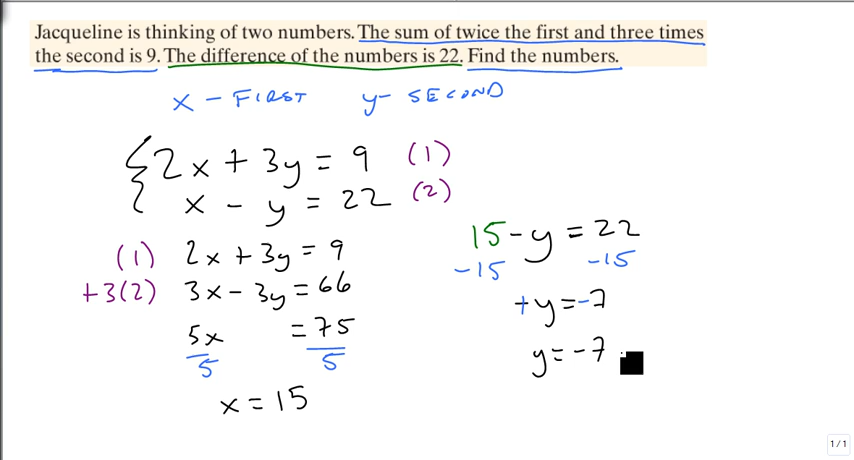 Jacqueline is thinking of two numbers. The sum of twice the first and three times
the second is 9. The difference of the numbers is 22. Find the numbers.
x - FIRST y- SECOND
{2x + 3y = 9 (1)
x - y = 22 (2)
(1) 2x + 3y = 9
+3(2) 3x - 3y = 66
5x = 75
5 5
x = 15
15 - y = 22
-15 -15
+y = -7
y = -7
1 / 1